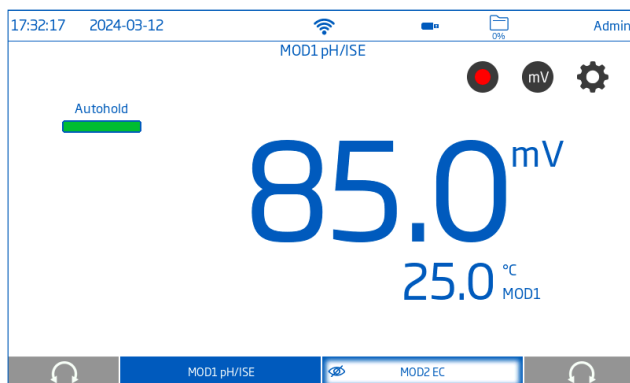 17:32:17 2024-03-12 0% Admin
MOD1 pH/ISE
mV
Autohold
85.0 mV
25.0 °C
MOD1
MOD1 pH/ISE MOD2 EC